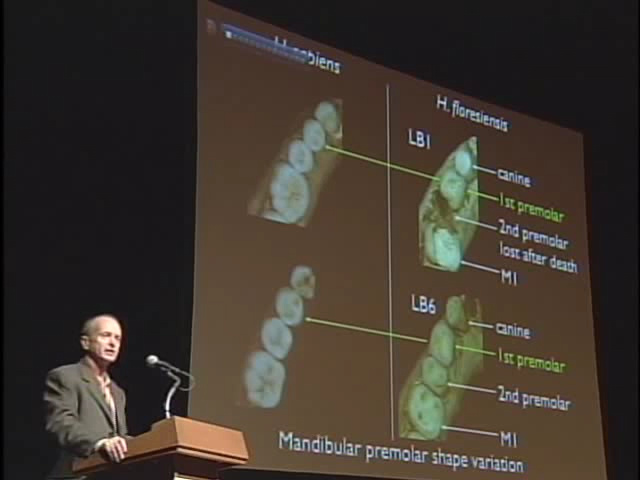 H. sapiens
H. floresiensis
LB1
canine
1st premolar
2nd premolar
lost after death
M1
LB6
canine
1st premolar
2nd premolar
M1
Mandibular premolar shape variation